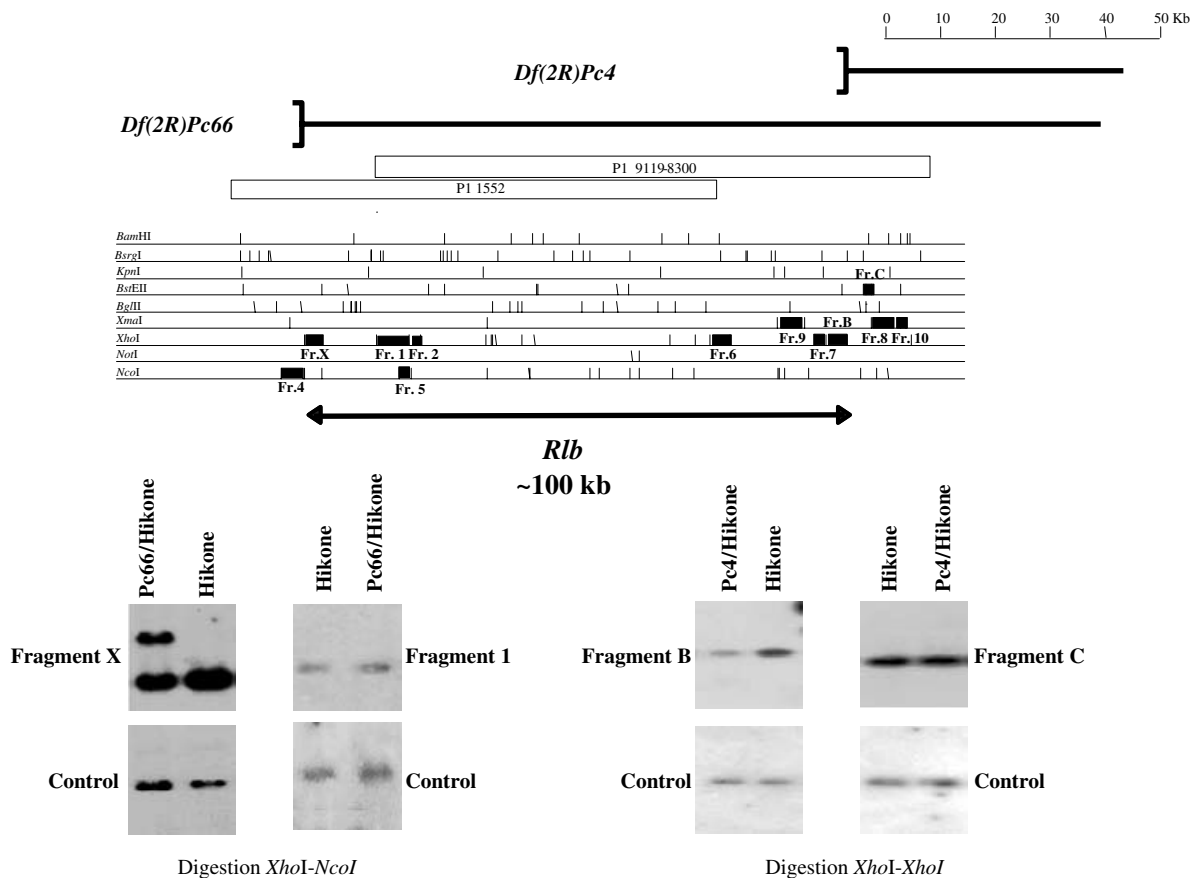 0 10 20 30 40 50 Kb
Df(2R)Pc4
Df(2R)Pc66
P1 9119-8300
P1 1552
BamHI
BsrgI
KpnI
Fr.C
BstEII
BglII
XmaI
Fr.9 Fr.B Fr.8 Fr. 10
XhoI
Fr.X Fr. 1 Fr. 2 Fr.6 Fr.7
NotI
NcoI
Fr.4 Fr. 5
Rlb
~100 kb
Pc66/Hikone
Hikone
Hikone
Pc66/Hikone
Pc4/Hikone
Hikone
Hikone
Pc4/Hikone
Fragment X
Fragment 1
Fragment B
Fragment C
Control
Control
Control
Control
Digestion XhoI-NcoI
Digestion XhoI-XhoI